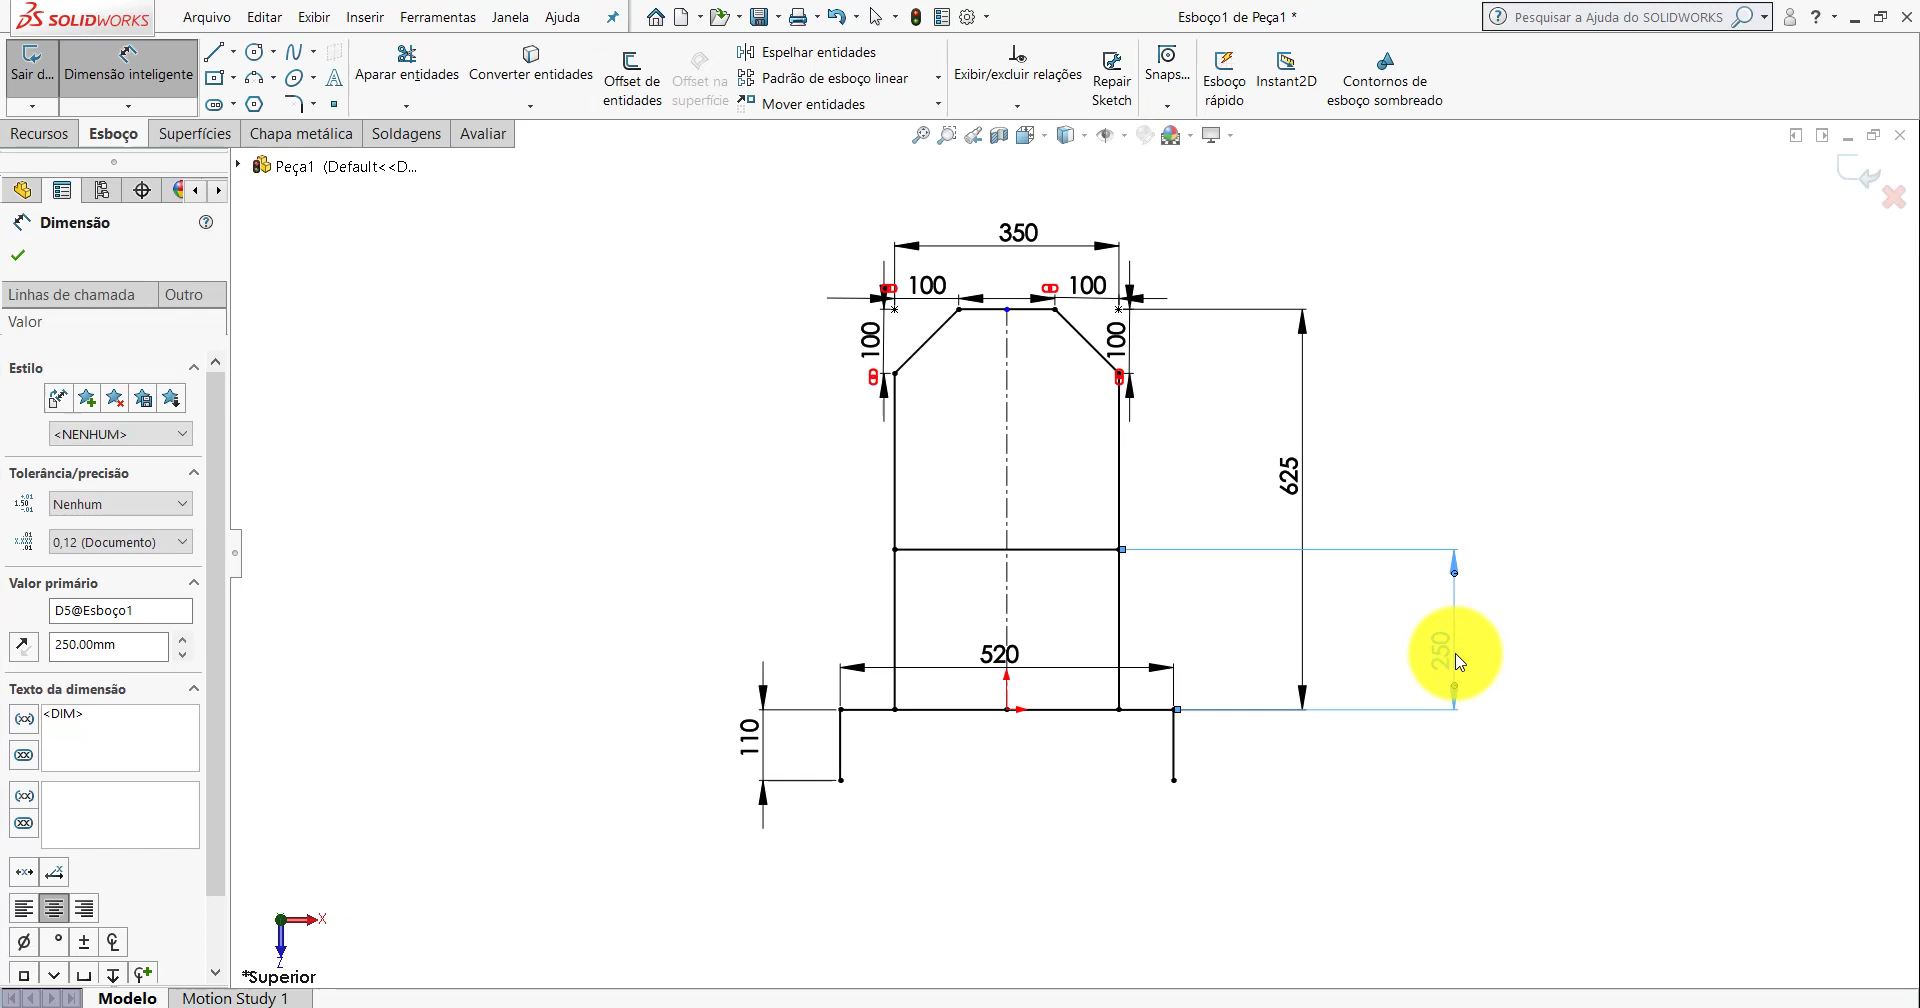 SOLIDWORKS
Arquivo Editar Exibir Inserir Ferramentas Janela Ajuda
Esboço1 de Peça1 *
Pesquisar a Ajuda do SOLIDWORKS
Sair d...
Dimensão inteligente
Aparar entidades
Converter entidades
Offset de entidades
Offset na superfície
Espelhar entidades
Padrão de esboço linear
Mover entidades
Exibir/excluir relações
Repair Sketch
Snaps...
Esboço rápido
Instant2D
Contornos de esboço sombreado
Recursos Esboço Superfícies Chapa metálica Soldagens Avaliar
Peça1 (Default<<D...
Dimensão
Linhas de chamada Outro
Valor
Estilo
<NENHUM>
Tolerância/precisão
Nenhum
0,12 (Documento)
Valor primário
D5@Esboço1
250.00mm
Texto da dimensão
<DIM>
350
100
100
100
100
625
250
520
110
X
Z
*Superior
Modelo Motion Study 1